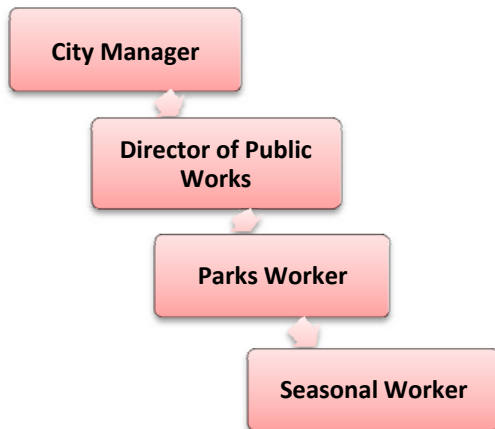 City Manager
Director of Public
Works
Parks Worker
Seasonal Worker